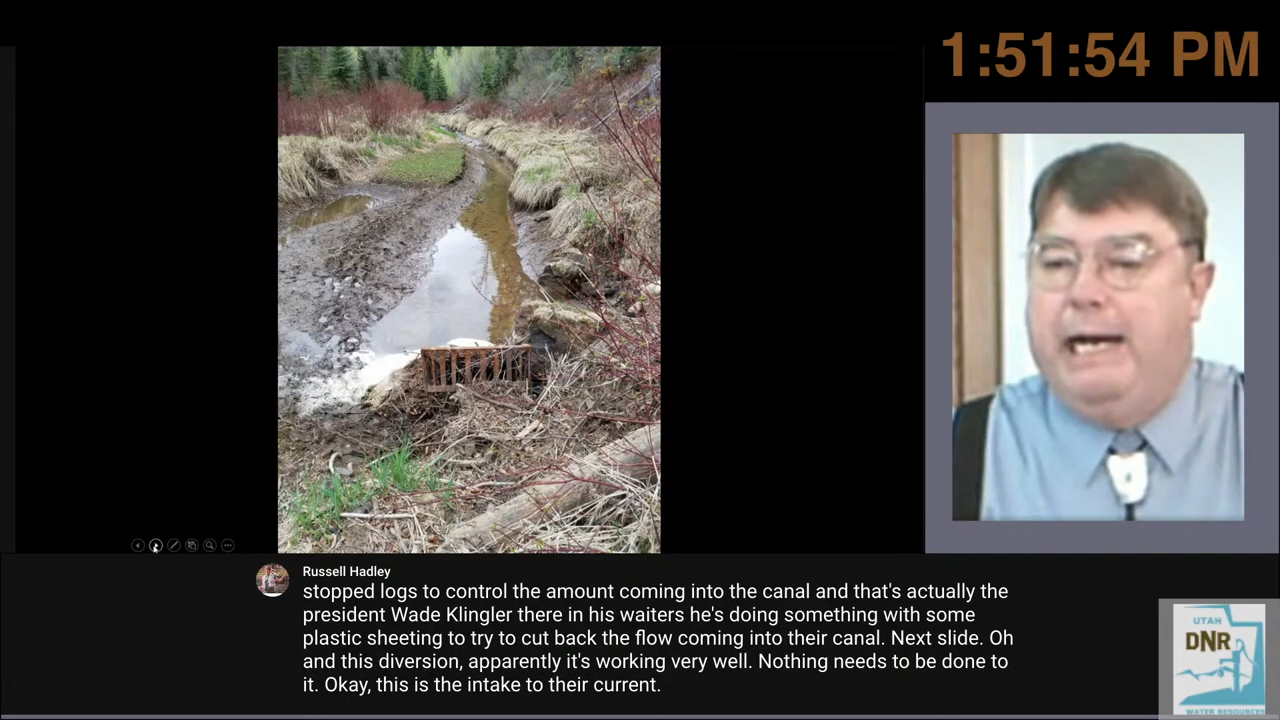 1:51:54 PM
Russell Hadley
stopped logs to control the amount coming into the canal and that's actually the
president Wade Klingler there in his waiters he's doing something with some
plastic sheeting to try to cut back the flow coming into their canal. Next slide. Oh
and this diversion, apparently it's working very well. Nothing needs to be done to
it. Okay, this is the intake to their current.
UTAH
DNR
WATER RESOURCES